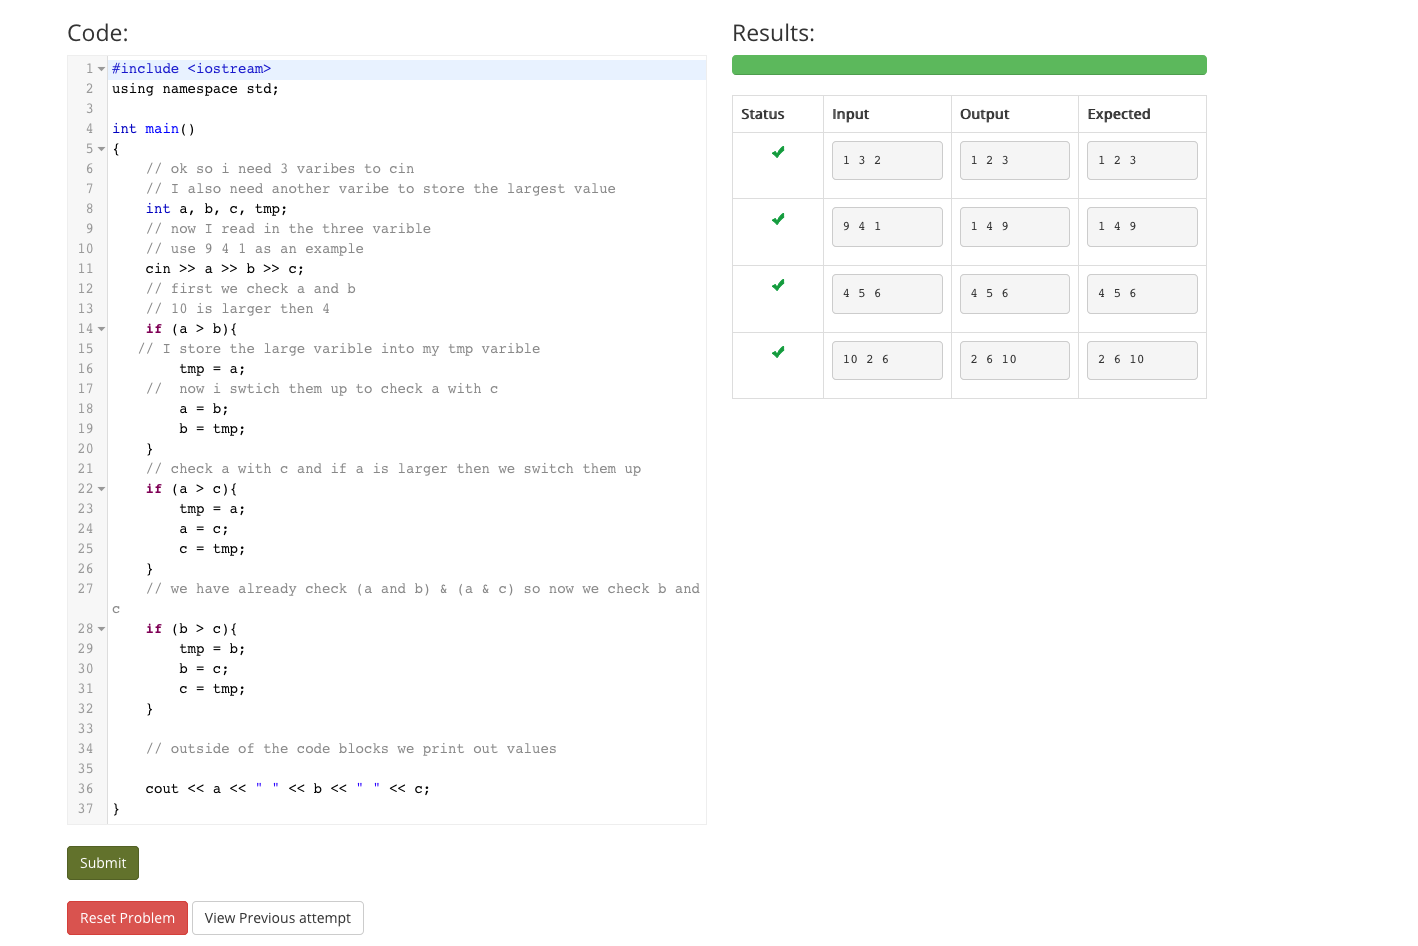 Code:
1 #include <iostream>
2 using namespace std;
3
4 int main()
5 {
6 // ok so i need 3 varibes to cin
7 // I also need another varibe to store the largest value
8 int a, b, c, tmp;
9 // now I read in the three varible
10 // use 9 4 1 as an example
11 cin >> a >> b >> c;
12 // first we check a and b
13 // 10 is larger then 4
14 if (a > b){
15 // I store the large varible into my tmp varible
16 tmp = a;
17 //  now i swtich them up to check a with c
18 a = b;
19 b = tmp;
20 }
21 // check a with c and if a is larger then we switch them up
22 if (a > c){
23 tmp = a;
24 a = c;
25 c = tmp;
26 }
27 // we have already check (a and b) & (a & c) so now we check b and
c
28 if (b > c){
29 tmp = b;
30 b = c;
31 c = tmp;
32 }
33
34 // outside of the code blocks we print out values
35
36 cout << a << " " << b << " " << c;
37 }
Submit
Reset Problem View Previous attempt
Results:
Status Input Output Expected
✔ 1 3 2 1 2 3 1 2 3
✔ 9 4 1 1 4 9 1 4 9
✔ 4 5 6 4 5 6 4 5 6
✔ 10 2 6 2 6 10 2 6 10